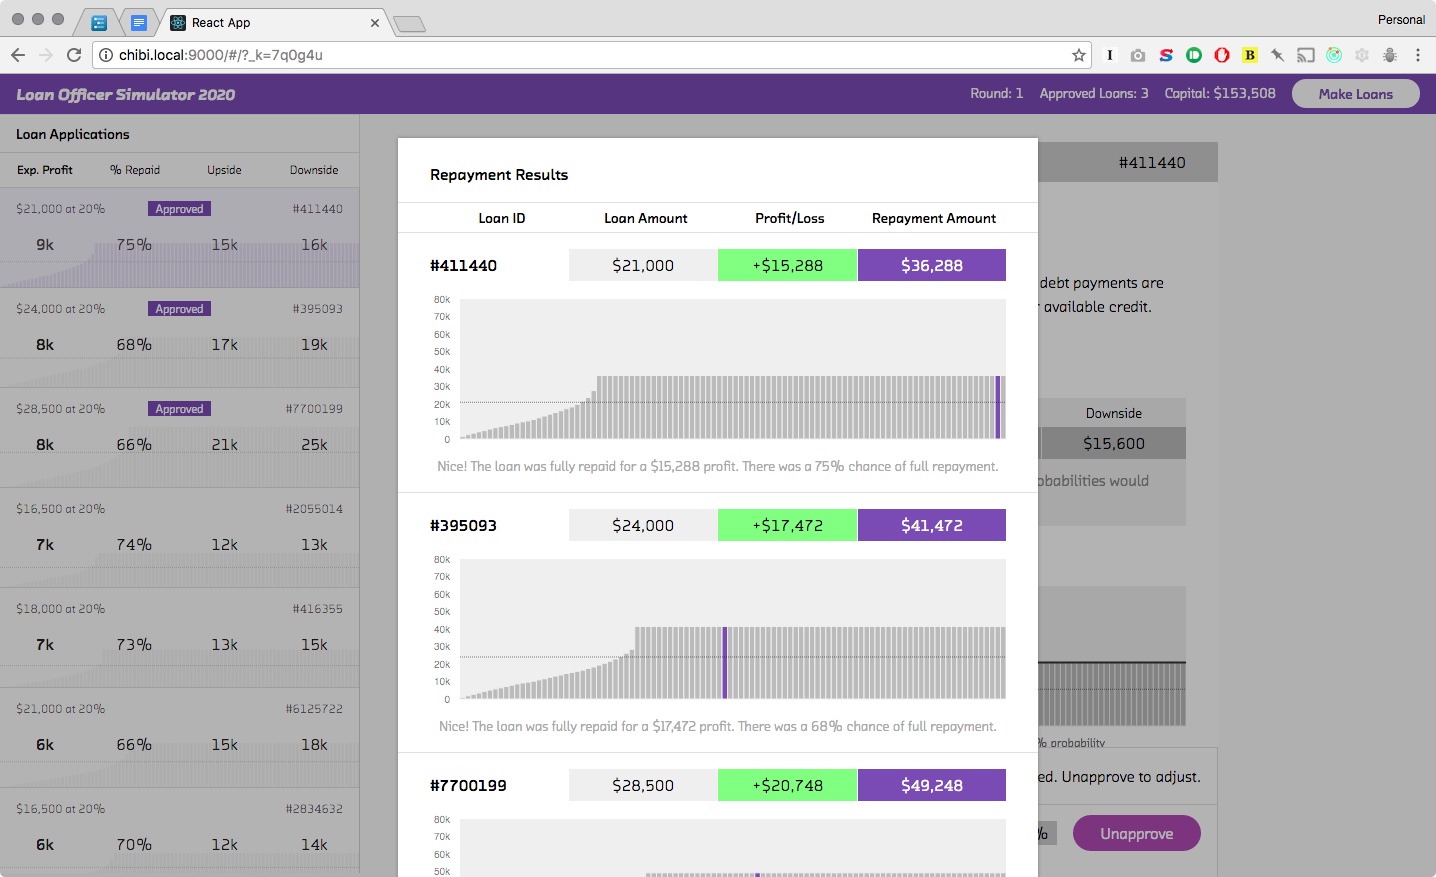 React App
Personal
chibi.local:9000/#/?_k=7q0g4u
Loan Officer Simulator 2020
Round: 1 Approved Loans: 3 Capital: $153,508 Make Loans
Loan Applications
Exp. Profit % Repaid Upside Downside
$21,000 at 20% Approved #411440
9k 75% 15k 16k
$24,000 at 20% Approved #395093
8k 68% 17k 19k
$28,500 at 20% Approved #7700199
8k 66% 21k 25k
$16,500 at 20% #2055014
7k 74% 12k 13k
$18,000 at 20% #416355
7k 73% 13k 15k
$21,000 at 20% #6125722
6k 66% 15k 18k
$16,500 at 20% #2834632
6k 70% 12k 14k
Repayment Results
Loan ID Loan Amount Profit/Loss Repayment Amount
#411440 $21,000 +$15,288 $36,288
80k
70k
60k
50k
40k
30k
20k
10k
0
Nice! The loan was fully repaid for a $15,288 profit. There was a 75% chance of full repayment.
#395093 $24,000 +$17,472 $41,472
80k
70k
60k
50k
40k
30k
20k
10k
0
Nice! The loan was fully repaid for a $17,472 profit. There was a 68% chance of full repayment.
#7700199 $28,500 +$20,748 $49,248
80k
70k
60k
50k
#411440
debt payments are
available credit.
Downside
$15,600
obabilities would
% probability
ed. Unapprove to adjust.
% Unapprove